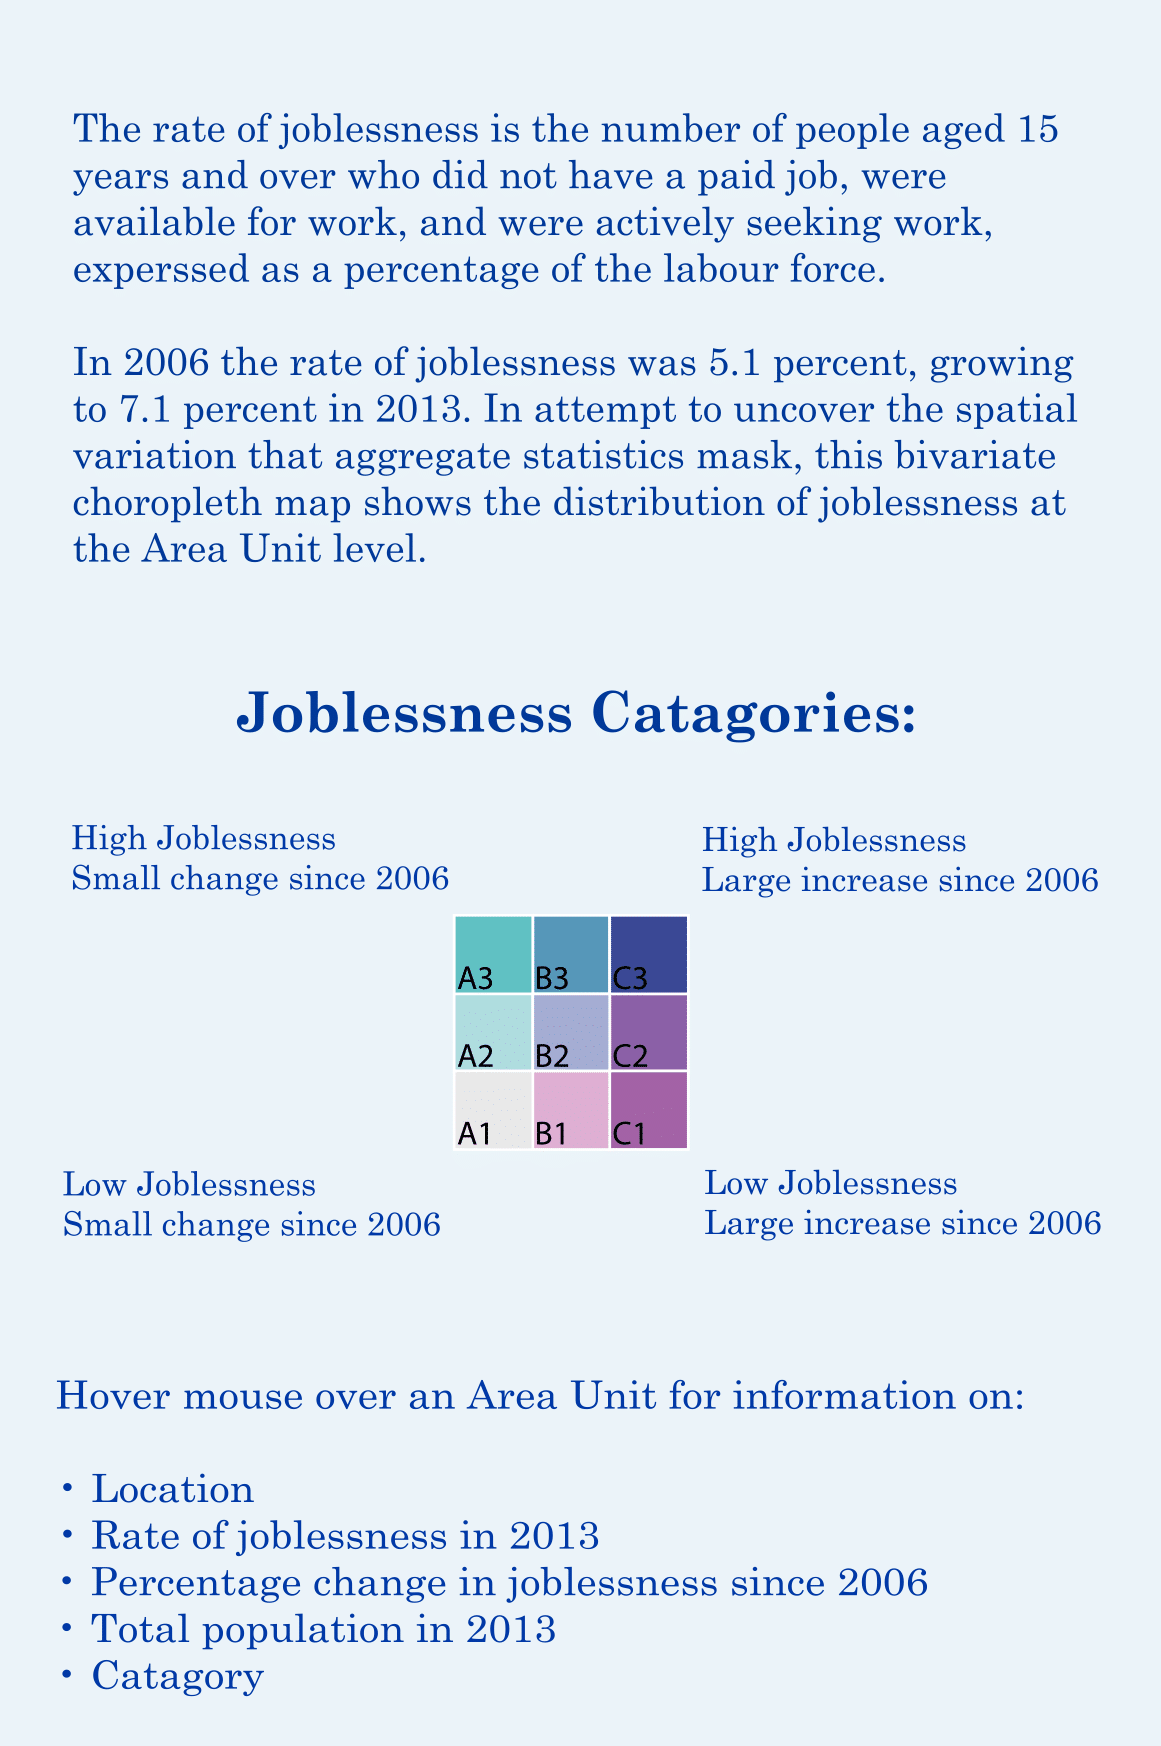 The rate of joblessness is the number of people aged 15
years and over who did not have a paid job, were
available for work, and were actively seeking work,
experssed as a percentage of the labour force.
In 2006 the rate of joblessness was 5.1 percent, growing
to 7.1 percent in 2013. In attempt to uncover the spatial
variation that aggregate statistics mask, this bivariate
choropleth map shows the distribution of joblessness at
the Area Unit level.
Joblessness Catagories:
High Joblessness
Small change since 2006
High Joblessness
Large increase since 2006
A3 B3 C3
A2 B2 C2
A1 B1 C1
Low Joblessness
Small change since 2006
Low Joblessness
Large increase since 2006
Hover mouse over an Area Unit for information on:
• Location
• Rate of joblessness in 2013
• Percentage change in joblessness since 2006
• Total population in 2013
• Catagory